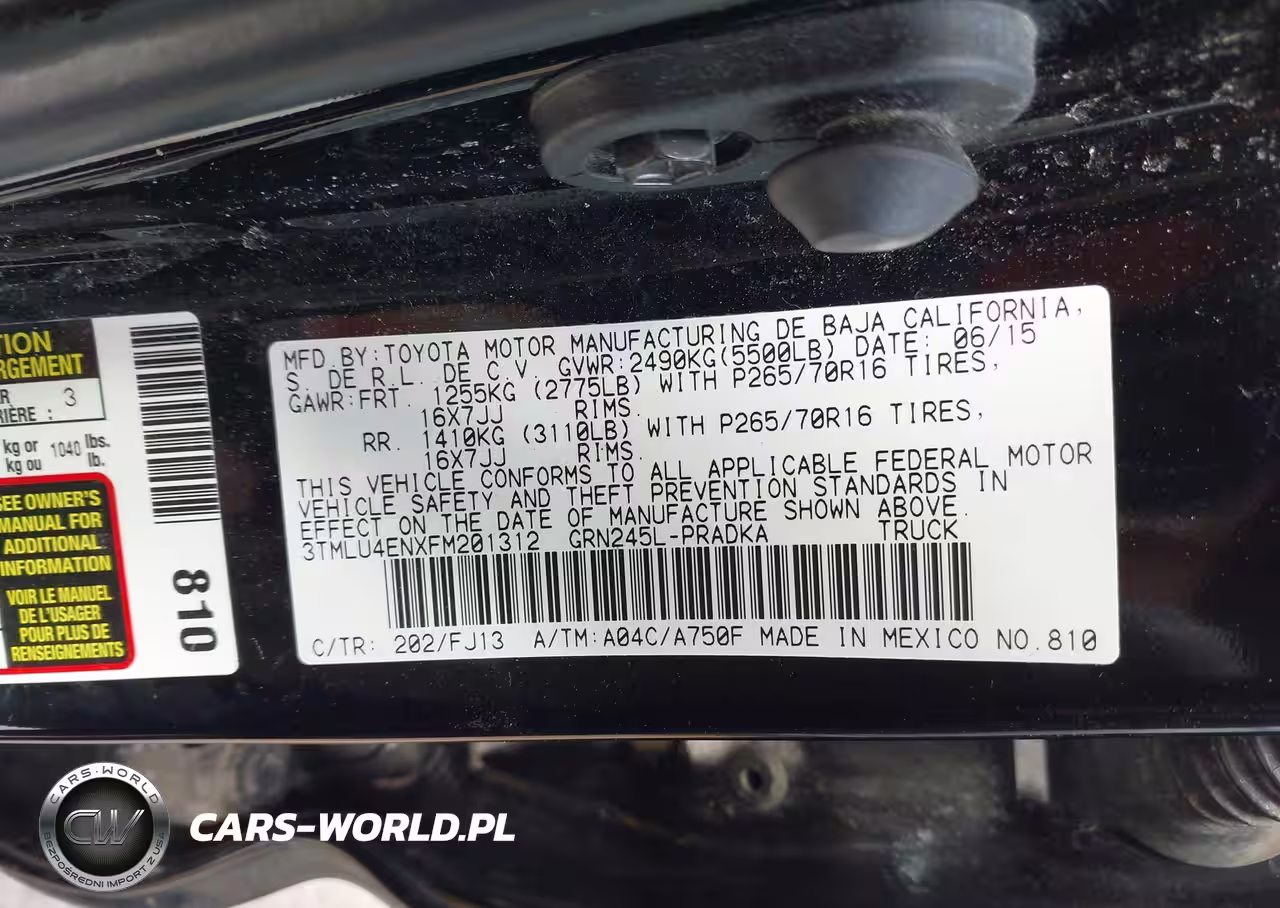 TION
RGEMENT
R 3
RIÈRE :
kg or 1040 lbs.
kg ou lb.
SEE OWNER'S
MANUAL FOR
ADDITIONAL
INFORMATION
VOIR LE MANUEL
DE L'USAGER
POUR PLUS DE
RENSEIGNEMENTS
810
MFD.BY:TOYOTA MOTOR MANUFACTURING DE BAJA CALIFORNIA,
S. DE R.L. DE C.V. GVWR:2490KG(5500LB) DATE: 06/15
GAWR:FRT. 1255KG (2775LB) WITH P265/70R16 TIRES,
16X7JJ RIMS.
RR. 1410KG (3110LB) WITH P265/70R16 TIRES,
16X7JJ RIMS.
THIS VEHICLE CONFORMS TO ALL APPLICABLE FEDERAL MOTOR
VEHICLE SAFETY AND THEFT PREVENTION STANDARDS IN
EFFECT ON THE DATE OF MANUFACTURE SHOWN ABOVE.
3TMLU4ENXFM201312 GRN245L-PRADKA TRUCK
C/TR: 202/FJ13 A/TM:A04C/A750F MADE IN MEXICO NO.810
CARS-WORLD
CW
BEZPOŚREDNI IMPORT Z USA
CARS-WORLD.PL